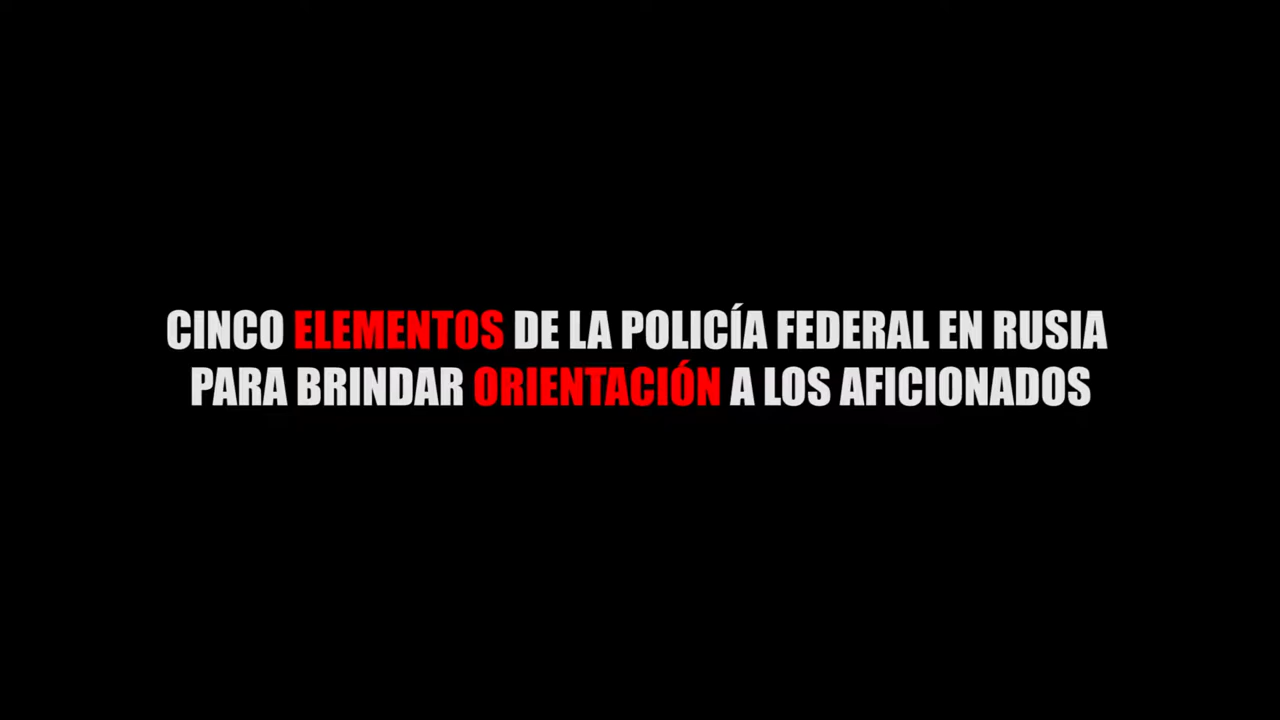 CINCO ELEMENTOS DE LA POLICÍA FEDERAL EN RUSIA
PARA BRINDAR ORIENTACIÓN A LOS AFICIONADOS